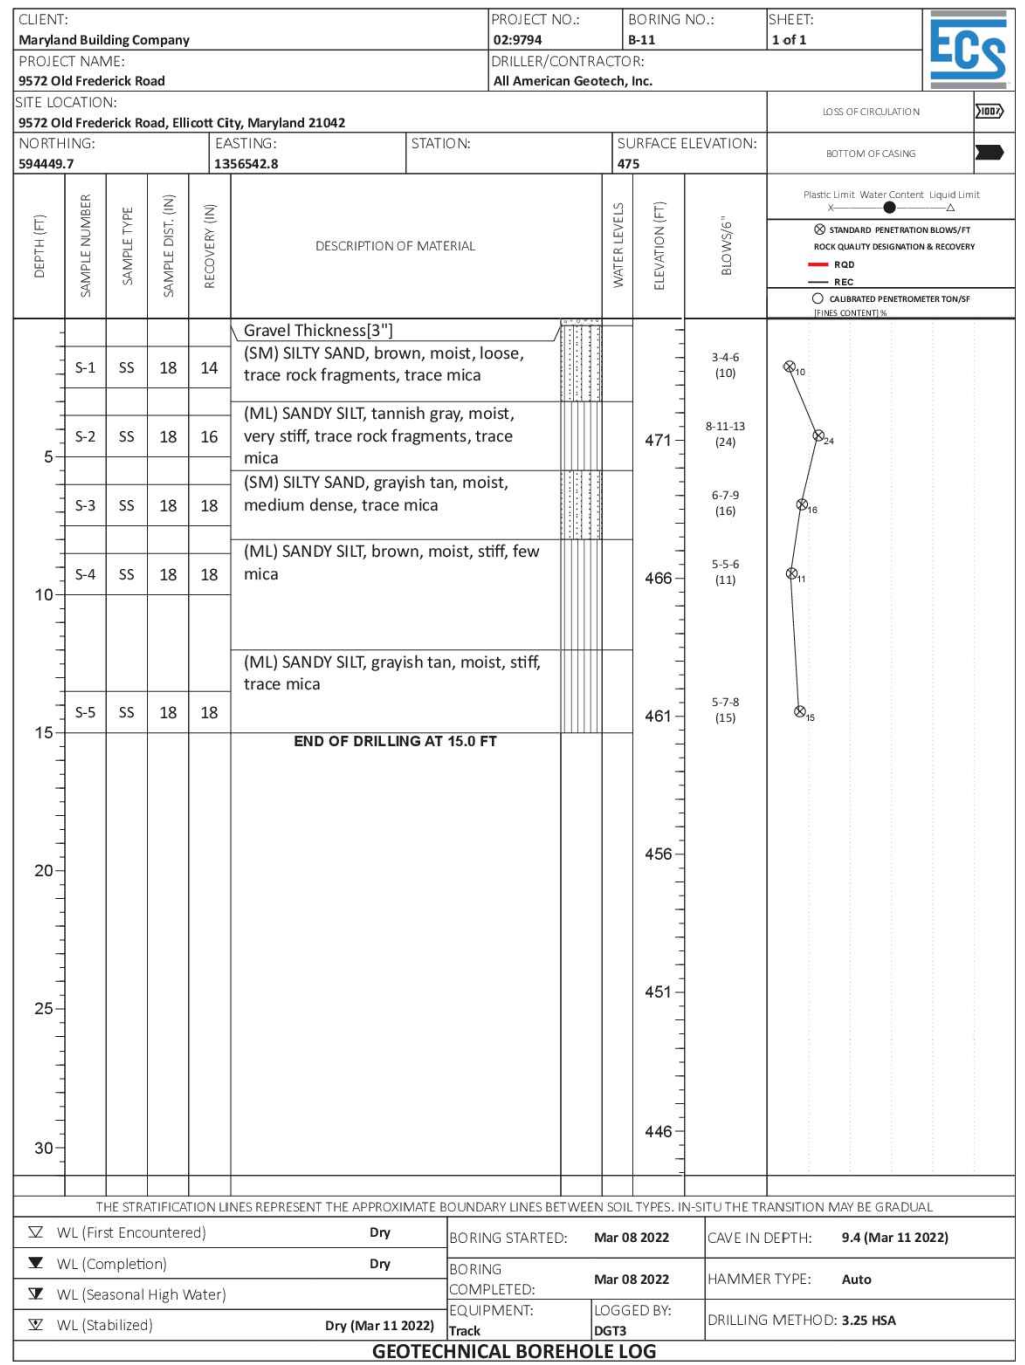 CLIENT:
Maryland Building Company
PROJECT NO.:
02:9794
BORING NO.:
B-11
SHEET:
1 of 1
ECS
PROJECT NAME:
9572 Old Frederick Road
DRILLER/CONTRACTOR:
All American Geotech, Inc.
SITE LOCATION:
9572 Old Frederick Road, Ellicott City, Maryland 21042
LOSS OF CIRCULATION
100%
NORTHING:
594449.7
EASTING:
1356542.8
STATION:
SURFACE ELEVATION:
475
BOTTOM OF CASING
DEPTH (FT)
SAMPLE NUMBER
SAMPLE TYPE
SAMPLE DIST. (IN)
RECOVERY (IN)
DESCRIPTION OF MATERIAL
WATER LEVELS
ELEVATION (FT)
BLOWS/6"
Plastic Limit Water Content Liquid Limit
X
STANDARD PENETRATION BLOWS/FT
ROCK QUALITY DESIGNATION & RECOVERY
RQD
REC
CALIBRATED PENETROMETER TON/SF
[FINES CONTENT] %
Gravel Thickness[3"]
S-1 SS 18 14
(SM) SILTY SAND, brown, moist, loose,
trace rock fragments, trace mica
3-4-6
(10)
10
S-2 SS 18 16
(ML) SANDY SILT, tannish gray, moist,
very stiff, trace rock fragments, trace
mica
471
8-11-13
(24)
24
5
S-3 SS 18 18
(SM) SILTY SAND, grayish tan, moist,
medium dense, trace mica
6-7-9
(16)
16
S-4 SS 18 18
(ML) SANDY SILT, brown, moist, stiff, few
mica
466
5-5-6
(11)
11
10
(ML) SANDY SILT, grayish tan, moist, stiff,
trace mica
S-5 SS 18 18
461
5-7-8
(15)
15
15
END OF DRILLING AT 15.0 FT
456
20
451
25
446
30
THE STRATIFICATION LINES REPRESENT THE APPROXIMATE BOUNDARY LINES BETWEEN SOIL TYPES. IN-SITU THE TRANSITION MAY BE GRADUAL
WL (First Encountered) Dry
BORING STARTED: Mar 08 2022
CAVE IN DEPTH: 9.4 (Mar 11 2022)
WL (Completion) Dry
BORING
COMPLETED: Mar 08 2022
HAMMER TYPE: Auto
WL (Seasonal High Water)
WL (Stabilized) Dry (Mar 11 2022)
EQUIPMENT:
Track
LOGGED BY:
DGT3
DRILLING METHOD: 3.25 HSA
GEOTECHNICAL BOREHOLE LOG